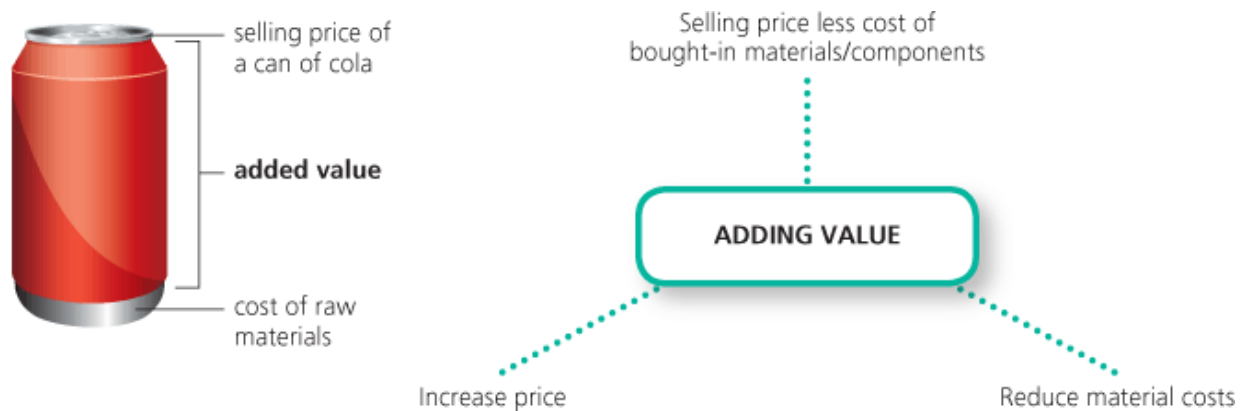 selling price of
a can of cola
added value
cost of raw
materials
Selling price less cost of
bought-in materials/components
ADDING VALUE
Increase price
Reduce material costs